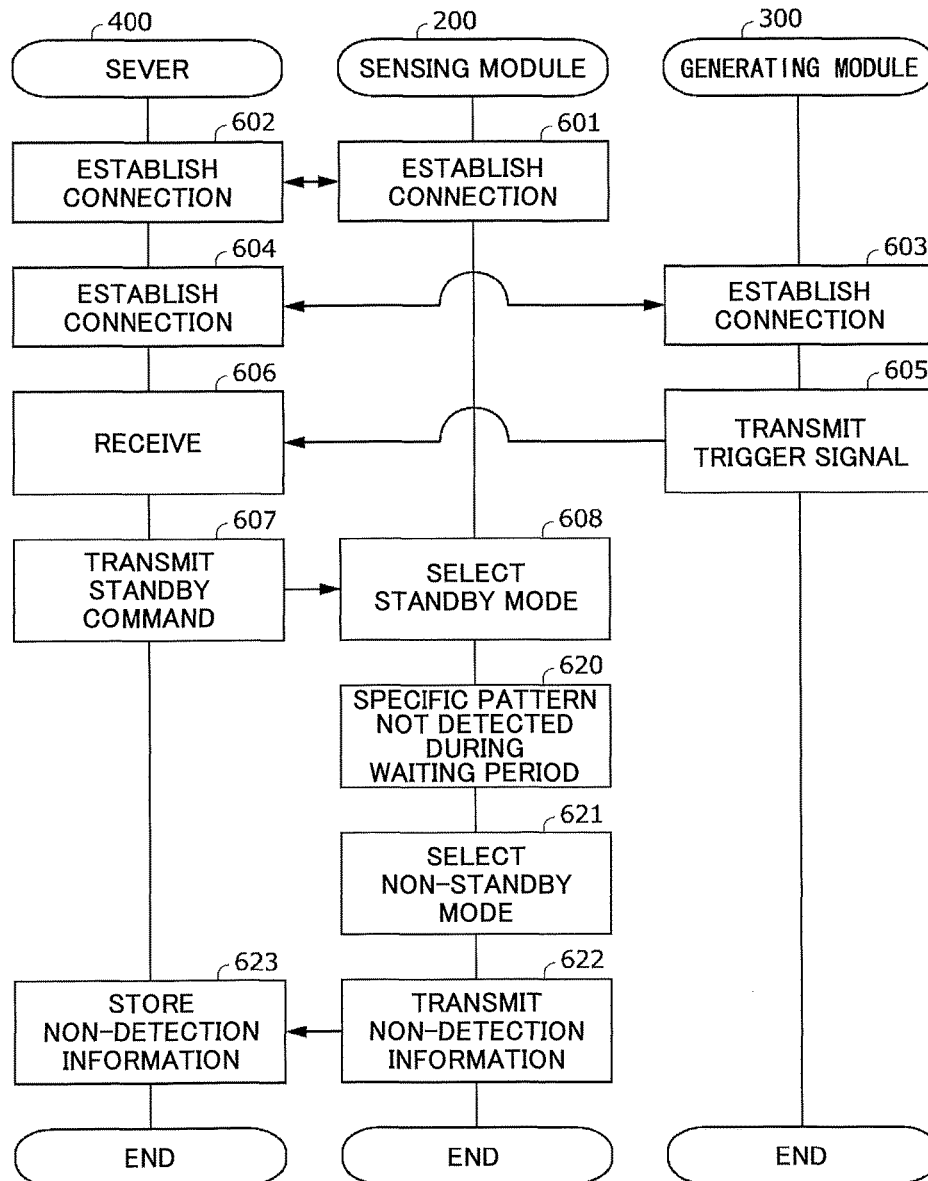 400
200
300
SEVER
SENSING MODULE
GENERATING MODULE
602
601
ESTABLISH
CONNECTION
ESTABLISH
CONNECTION
604
603
ESTABLISH
CONNECTION
ESTABLISH
CONNECTION
606
605
RECEIVE
TRANSMIT
TRIGGER SIGNAL
607
608
TRANSMIT
STANDBY
COMMAND
SELECT
STANDBY MODE
620
SPECIFIC PATTERN
NOT DETECTED
DURING
WAITING PERIOD
621
SELECT
NON-STANDBY
MODE
623
622
STORE
NON-DETECTION
INFORMATION
TRANSMIT
NON-DETECTION
INFORMATION
END
END
END